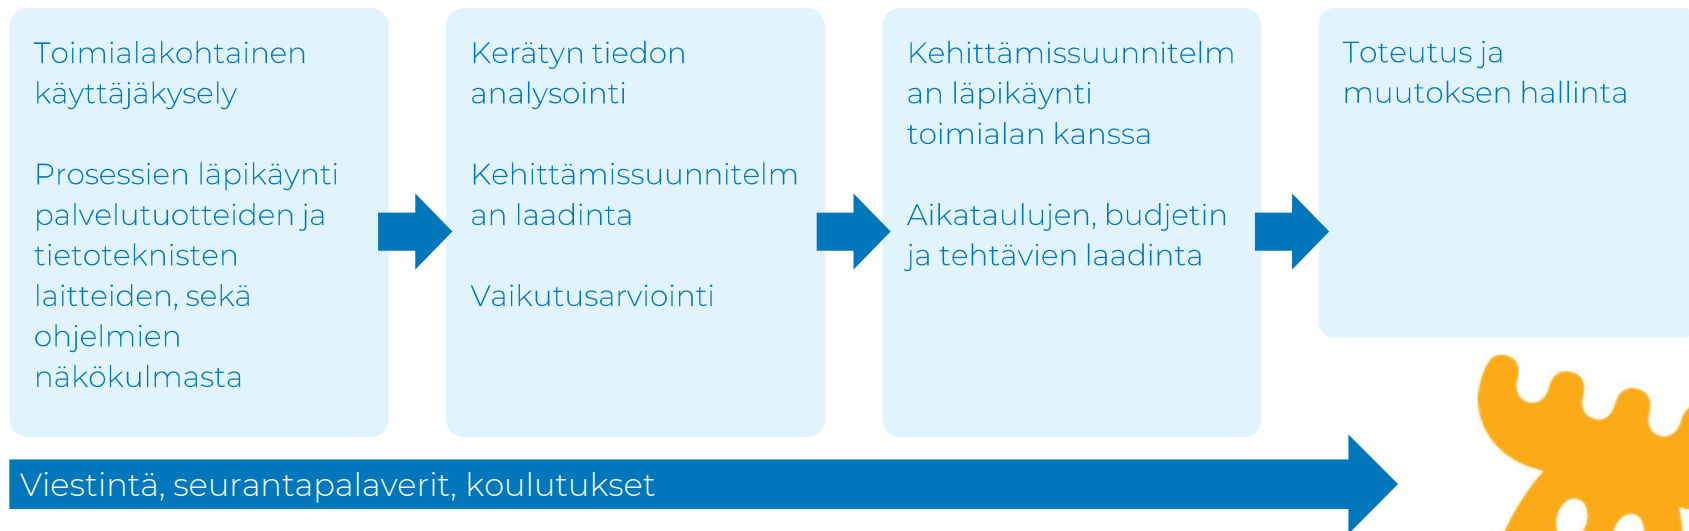 Toimialakohtainen
käyttäjäkysely
Prosessien läpikäynti
palvelutuotteiden ja
tietoteknisten
laitteiden, sekä
ohjelmien
näkökulmasta
Kerätyn tiedon
analysointi
Kehittämissuunnitelm
an laadinta
Vaikutusarviointi
Kehittämissuunnitelm
an läpikäynti
toimialan kanssa
Aikataulujen, budjetin
ja tehtävien laadinta
Toteutus ja
muutoksen hallinta
Viestintä, seurantapalaverit, koulutukset